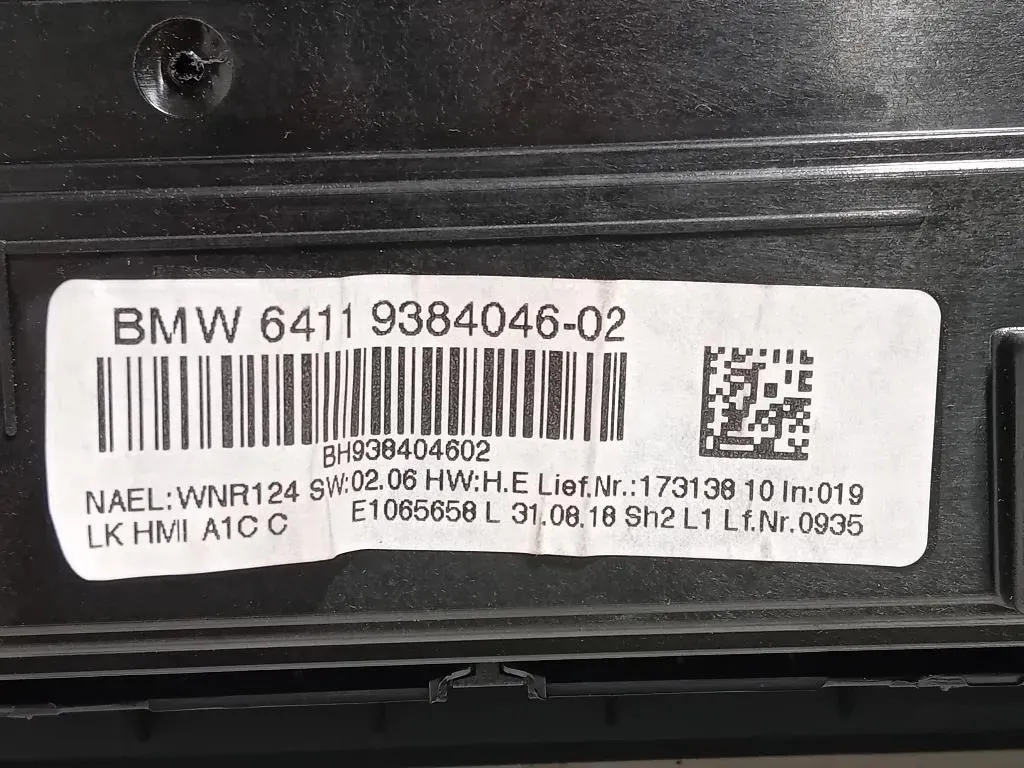 BMW 6411 9384046-02
BH938404602
NAEL:WNR124 SW:02.06 HW:H.E Lief.Nr.:173138 10 In:019
LK HMI A1C C E1065658 L 31.08.18 Sh2 L1 Lf.Nr.0935